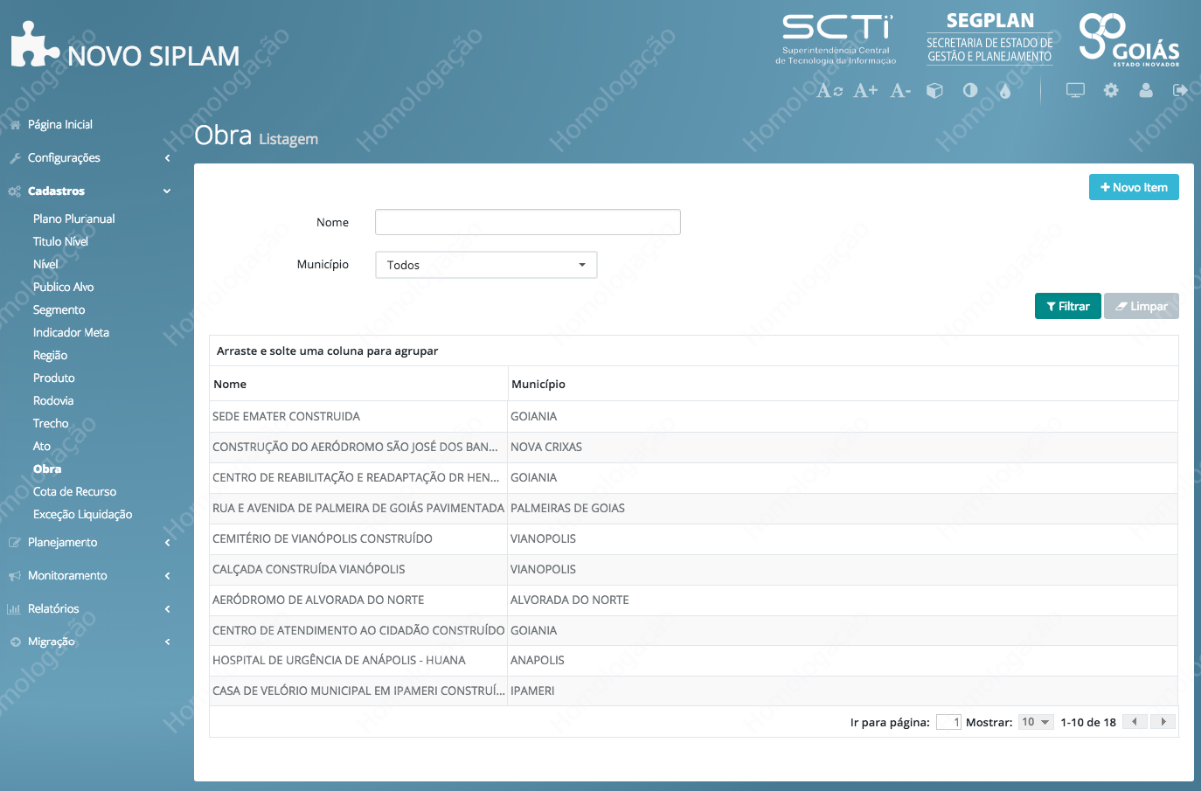 NOVO SIPLAM
SCTi
Superintendência Central
de Tecnologia da Informação
SEGPLAN
SECRETARIA DE ESTADO DE
GESTÃO E PLANEJAMENTO
GOIÁS
ESTADO INOVADOR
A A+ A-
Página Inicial
Configurações
Cadastros
Plano Plurianual
Titulo Nível
Nível
Publico Alvo
Segmento
Indicador Meta
Região
Produto
Rodovia
Trecho
Ato
Obra
Cota de Recurso
Exceção Liquidação
Planejamento
Monitoramento
Relatórios
Migração
Obra Listagem
+ Novo Item
Nome
Município Todos
Filtrar Limpar
Arraste e solte uma coluna para agrupar
Nome Município
SEDE EMATER CONSTRUIDA GOIANIA
CONSTRUÇÃO DO AERÓDROMO SÃO JOSÉ DOS BAN... NOVA CRIXAS
CENTRO DE REABILITAÇÃO E READAPTAÇÃO DR HEN... GOIANIA
RUA E AVENIDA DE PALMEIRA DE GOIÁS PAVIMENTADA PALMEIRAS DE GOIAS
CEMITÉRIO DE VIANÓPOLIS CONSTRUÍDO VIANOPOLIS
CALÇADA CONSTRUÍDA VIANÓPOLIS VIANOPOLIS
AERÓDROMO DE ALVORADA DO NORTE ALVORADA DO NORTE
CENTRO DE ATENDIMENTO AO CIDADÃO CONSTRUÍDO GOIANIA
HOSPITAL DE URGÊNCIA DE ANÁPOLIS - HUANA ANAPOLIS
CASA DE VELÓRIO MUNICIPAL EM IPAMERI CONSTRUÍ... IPAMERI
Ir para página: 1 Mostrar: 10 1-10 de 18
Homologação